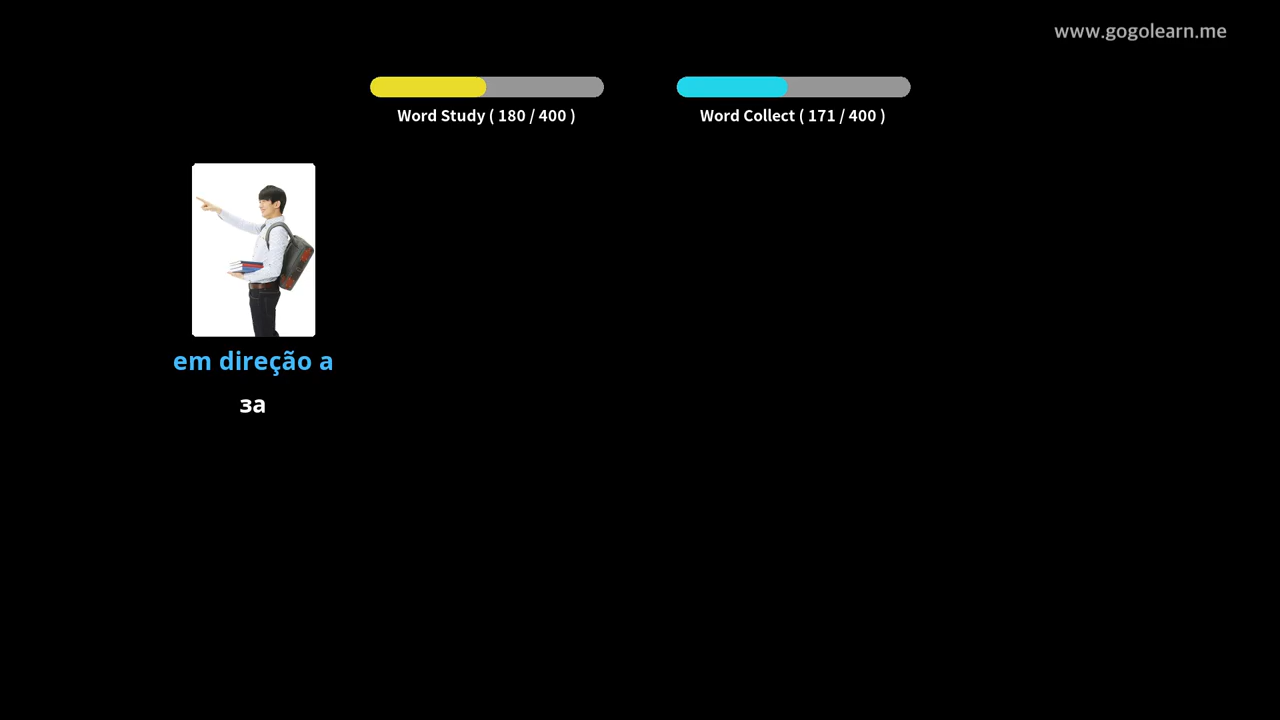 www.gogolearn.me
Word Study ( 180 / 400 )
Word Collect ( 171 / 400 )
em direção a
за